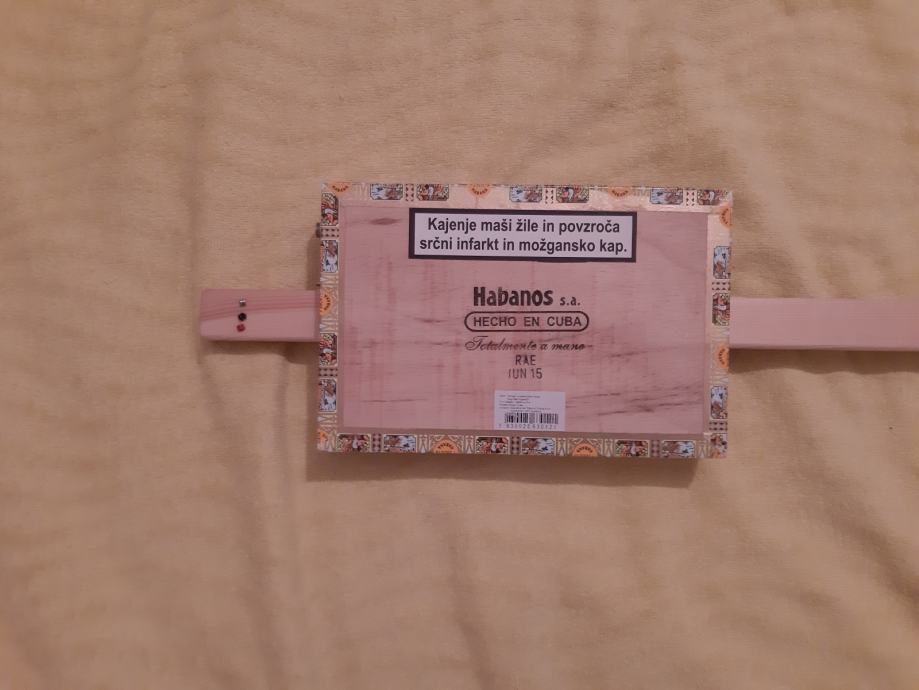 Kajenje maši žile in povzroča
srčni infarkt in možgansko kap.
Habanos s.a.
HECHO EN CUBA
Totalmente a mano
RAE
JUN 15